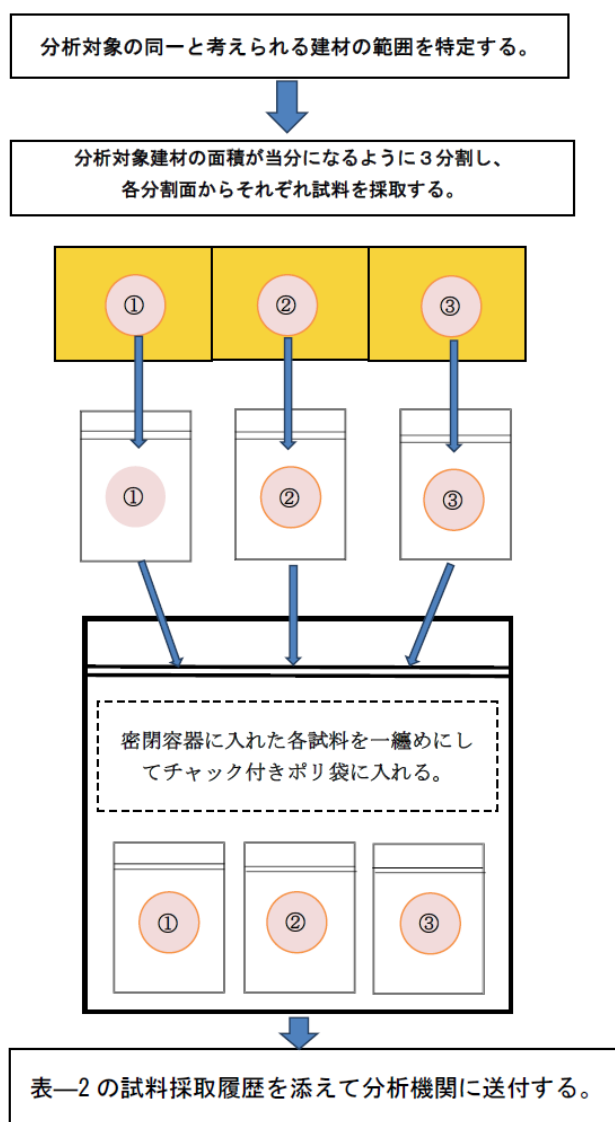 分析対象の同一と考えられる建材の範囲を特定する。
分析対象建材の面積が当分になるように３分割し、
各分割面からそれぞれ試料を採取する。
① ② ③
① ② ③
密閉容器に入れた各試料を一纏めにし
てチャック付きポリ袋に入れる。
① ② ③
表―2 の試料採取履歴を添えて分析機関に送付する。